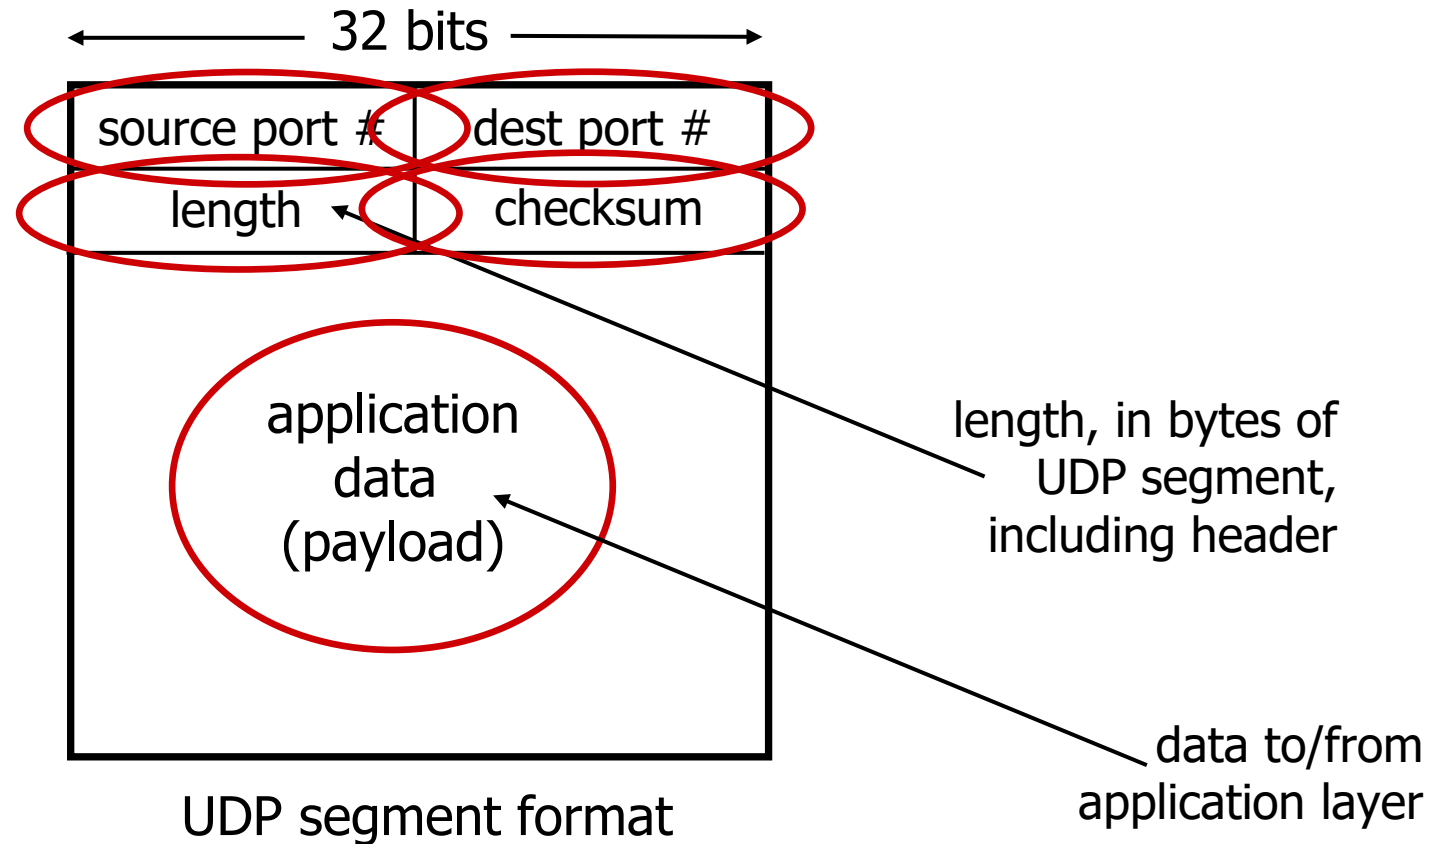 32 bits
source port #
dest port #
length
checksum
application
data
(payload)
length, in bytes of
UDP segment,
including header
data to/from
application layer
UDP segment format